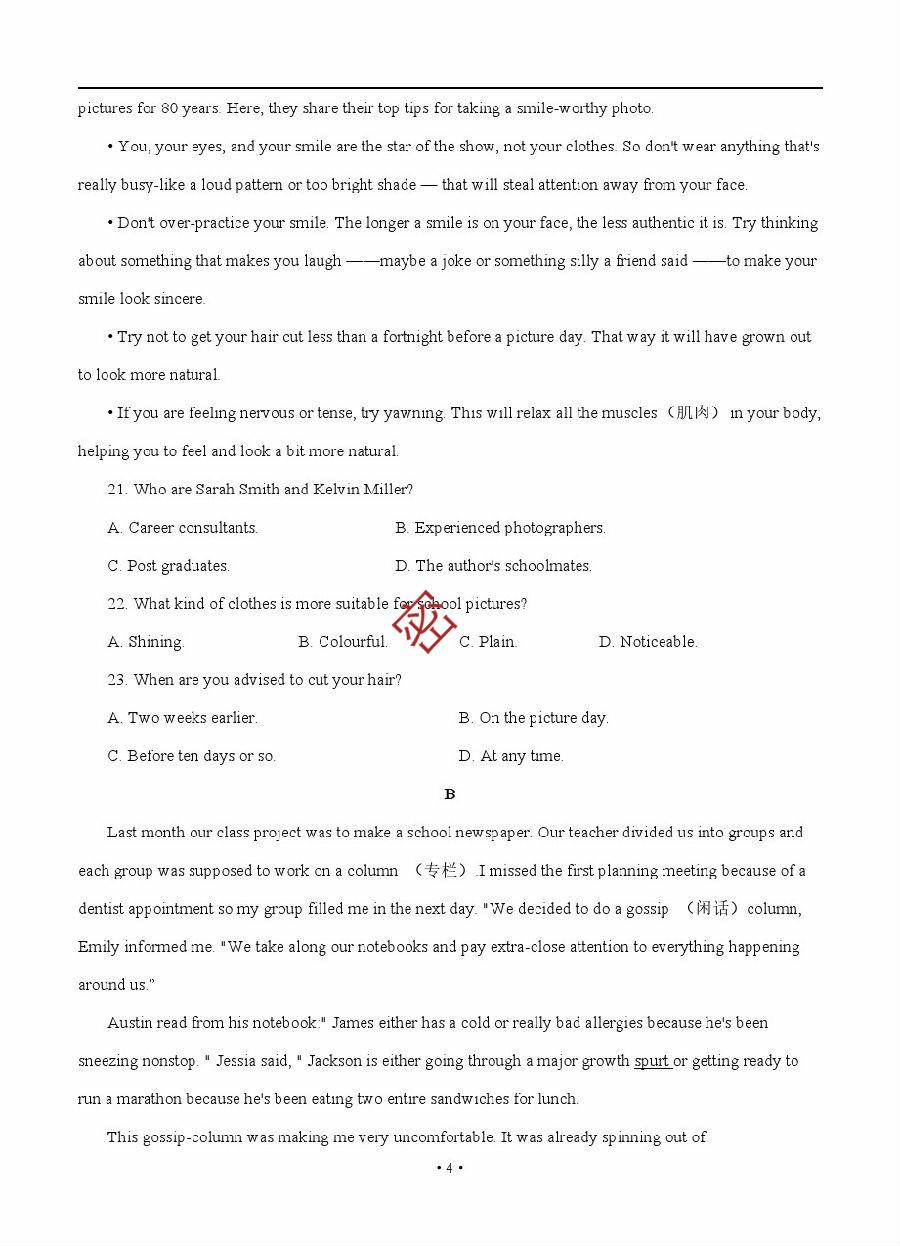 pictures for 80 years. Here, they share their top tips for taking a smile-worthy photo.
• You, your eyes, and your smile are the star of the show, not your clothes. So don't wear anything that's
really busy-like a loud pattern or too bright shade — that will steal attention away from your face.
• Don't over-practice your smile. The longer a smile is on your face, the less authentic it is. Try thinking
about something that makes you laugh ——maybe a joke or something silly a friend said ——to make your
smile look sincere.
• Try not to get your hair cut less than a fortnight before a picture day. That way it will have grown out
to look more natural.
• If you are feeling nervous or tense, try yawning. This will relax all the muscles（肌肉） in your body,
helping you to feel and look a bit more natural.
21. Who are Sarah Smith and Kelvin Miller?
A. Career consultants. B. Experienced photographers.
C. Post graduates. D. The author's schoolmates.
22. What kind of clothes is more suitable for school pictures?
密
A. Shining. B. Colourful. C. Plain. D. Noticeable.
23. When are you advised to cut your hair?
A. Two weeks earlier. B. On the picture day.
C. Before ten days or so. D. At any time.
B
Last month our class project was to make a school newspaper. Our teacher divided us into groups and
each group was supposed to work on a column （专栏）.I missed the first planning meeting because of a
dentist appointment so my group filled me in the next day. "We decided to do a gossip （闲话）column,
Emily informed me. "We take along our notebooks and pay extra-close attention to everything happening
around us."
Austin read from his notebook:" James either has a cold or really bad allergies because he's been
sneezing nonstop. " Jessia said, " Jackson is either going through a major growth spurt or getting ready to
run a marathon because he's been eating two entire sandwiches for lunch.
This gossip-column was making me very uncomfortable. It was already spinning out of
• 4 •